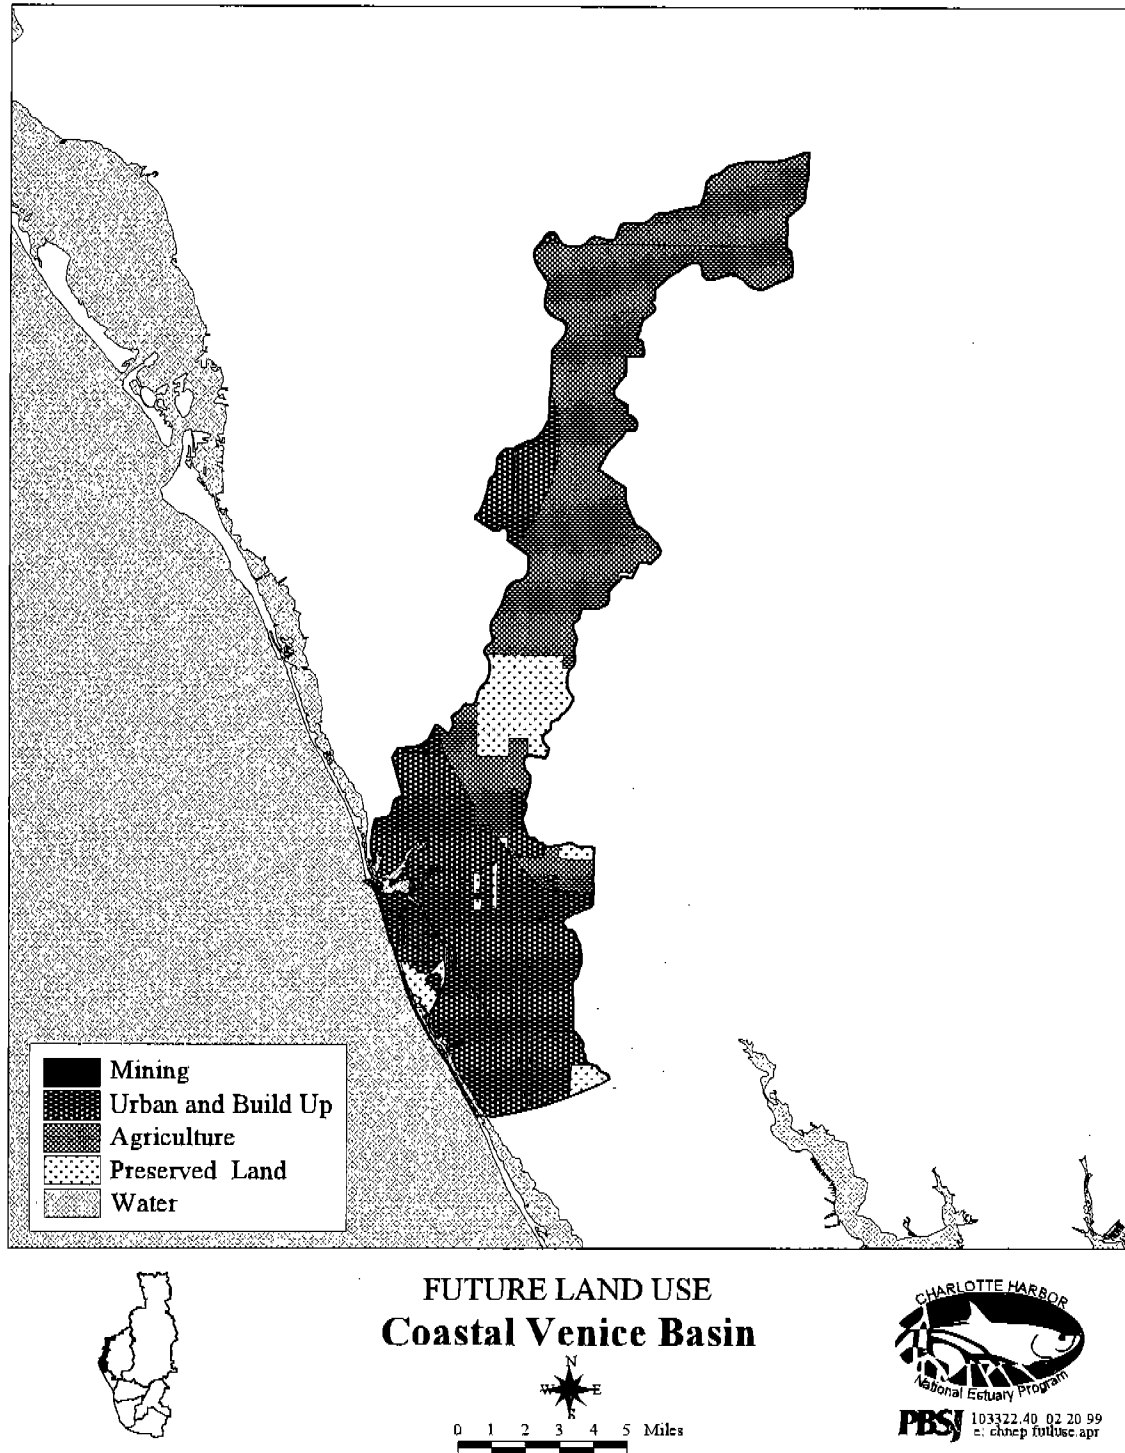 Mining
Urban and Build Up
Agriculture
Preserved Land
Water
FUTURE LAND USE
Coastal Venice Basin
N
W E
S
0 1 2 3 4 5 Miles
CHARLOTTE HARBOR
National Estuary Program
PBSJ
103322.40 02 20 99
e: chnep futluse.apr